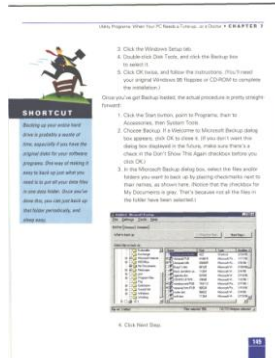 Utility Programs: When Your PC Needs a Tune-up, or a Doctor • CHAPTER 7
3. Click the Windows Setup tab.
4. Double-click Disk Tools, and click the Backup box
to select it.
5. Click OK twice, and follow the instructions. (You'll need
your original Windows 98 floppies or CD-ROM to complete
the installation.)
Once you've got Backup loaded, the actual procedure is pretty straight-
forward:
1. Click the Start button, point to Programs, then to
Accessories, then System Tools.
2. Choose Backup. If a Welcome to Microsoft Backup dialog
box appears, click OK to close it. (If you don't want this
dialog box displayed in the future, make sure there's a
check in the Don't Show This Again checkbox before you
click OK.)
3. In the Microsoft Backup dialog box, select the files and/or
folders you want to back up by placing checkmarks next to
their names, as shown here. (Notice that the checkbox for
My Documents is gray. That's because not all the files in
the folder have been selected.)
4. Click Next Step.
SHORTCUT
Backing up your entire hard
drive is probably a waste of
time, especially if you have the
original disks for your software
programs. One way of making it
easy to back up just what you
need is to put all your data files
in one data folder. Once you've
done this, you can just back up
that folder periodically, and
sleep easy.
145